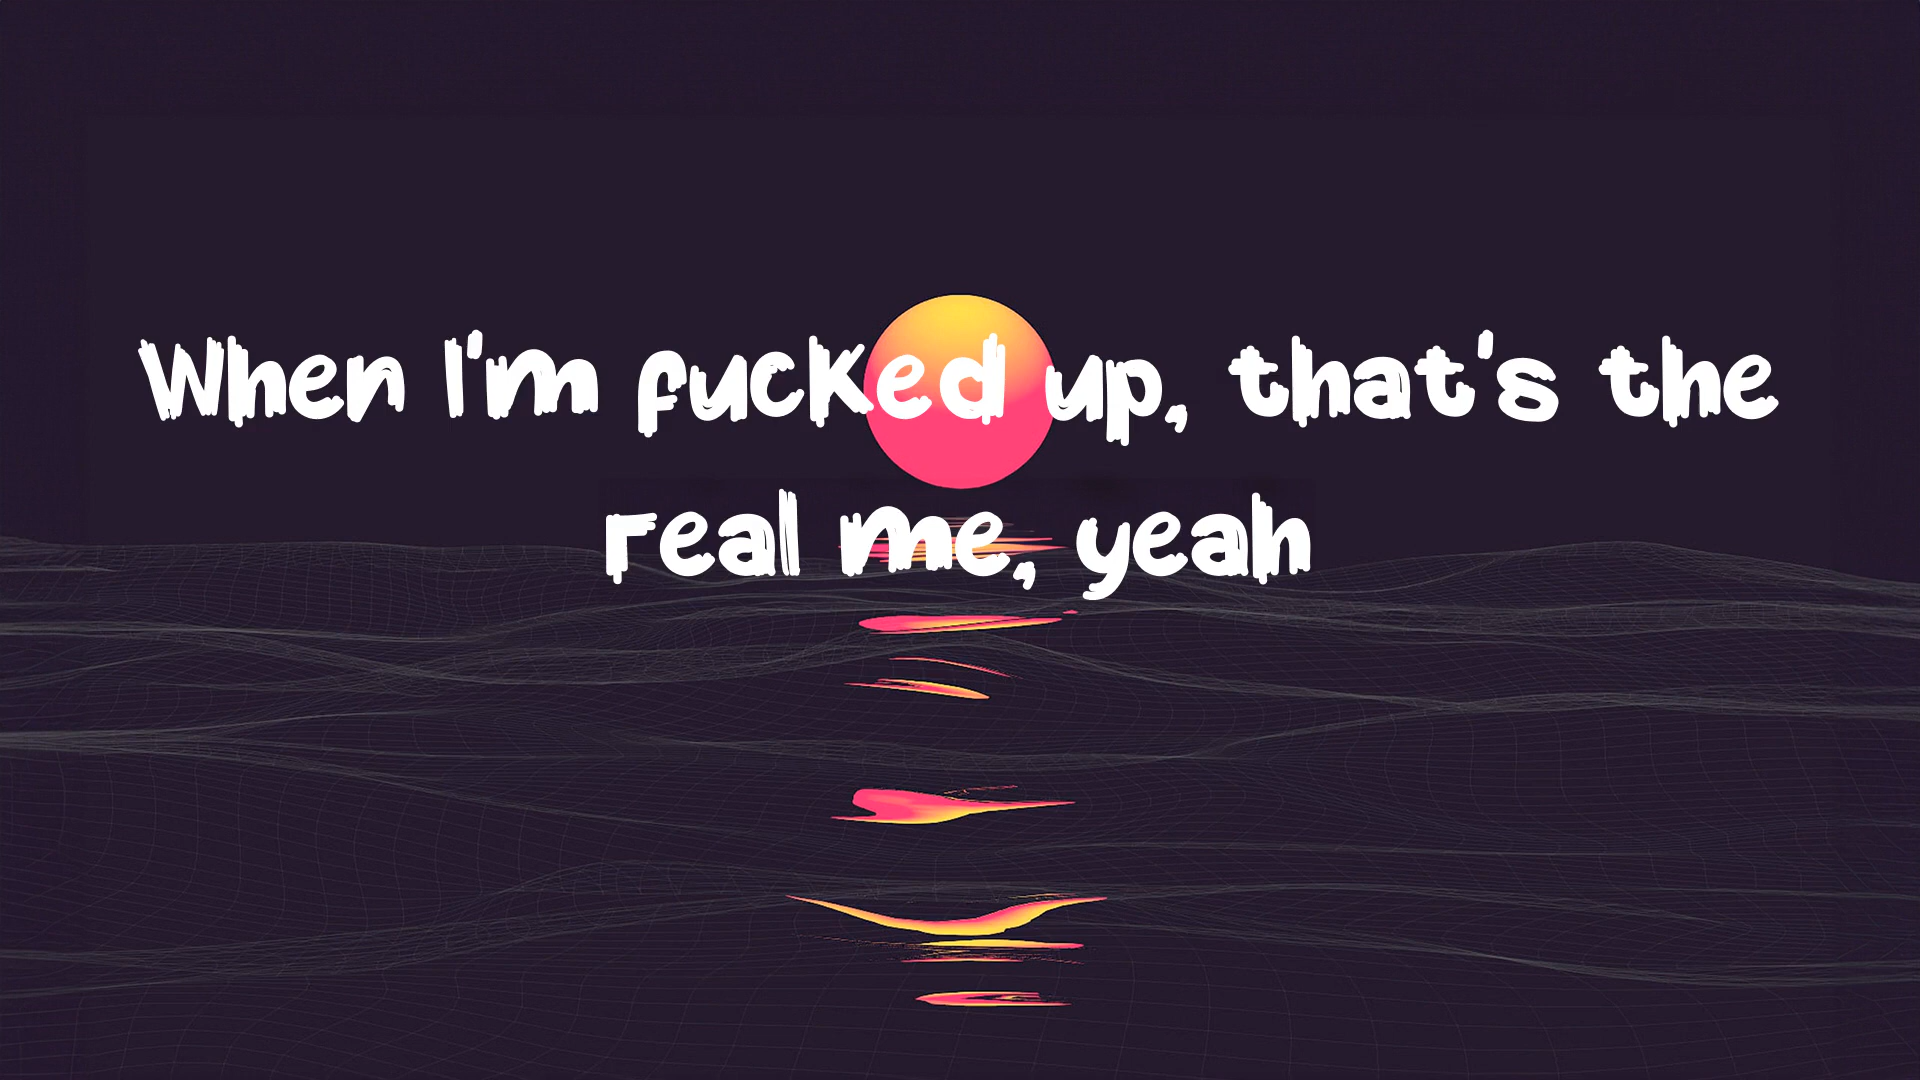 When I'm fucked up, that's the
real me, yeah